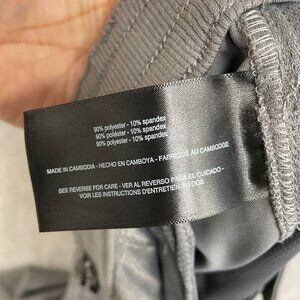 90% polyester - 10% spandex
90% poliéster - 10% spandex
90% polyester - 10% spandex
MADE IN CAMBODIA - HECHO EN CAMBOYA - FABRIQUÉ AU CAMBODGE
SEE REVERSE FOR CARE - VER AL REVERSO PARA EL CUIDADO -
VOIR LES INSTRUCTIONS D'ENTRETIEN AU DOS